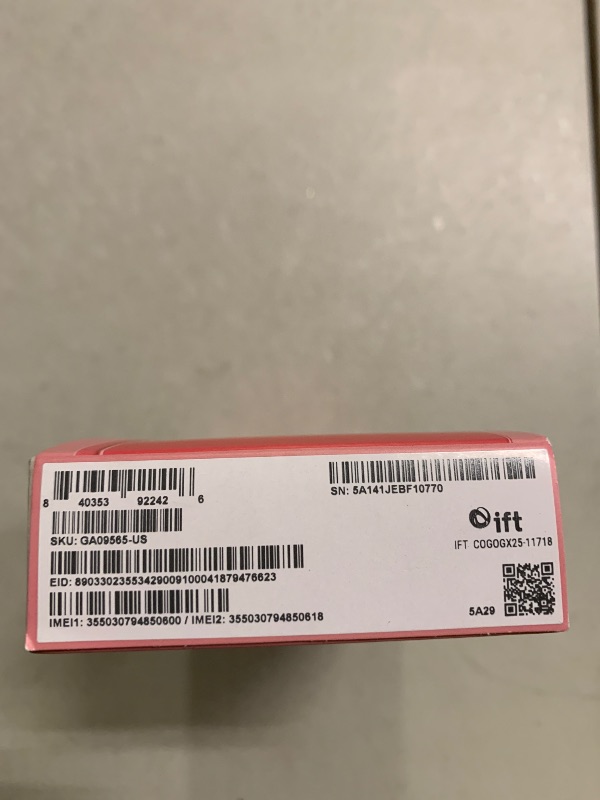 8 40353 92242 6
SN: 5A141JEBF10770
SKU: GA09565-US
ift
IFT COGOGX25-11718
EID: 89033023553429009100041879476623
IMEI1: 355030794850600 / IMEI2: 355030794850618
5A29